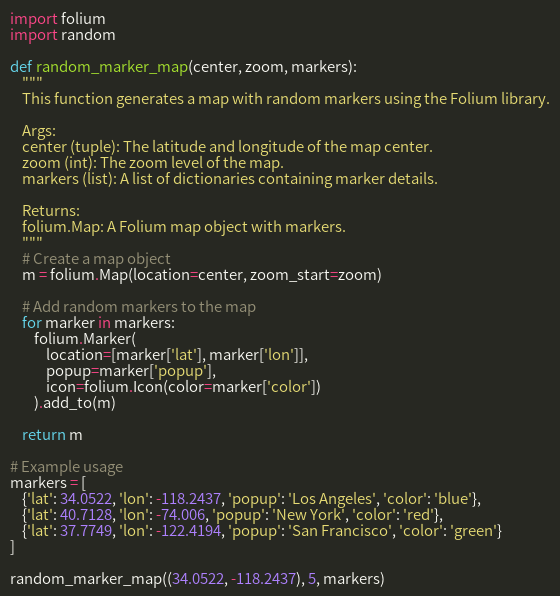 import folium
import random

def random_marker_map(center, zoom, markers):
    """
    This function generates a map with random markers using the Folium library.

    Args:
    center (tuple): The latitude and longitude of the map center.
    zoom (int): The zoom level of the map.
    markers (list): A list of dictionaries containing marker details.

    Returns:
    folium.Map: A Folium map object with markers.
    """
    # Create a map object
    m = folium.Map(location=center, zoom_start=zoom)

    # Add random markers to the map
    for marker in markers:
        folium.Marker(
            location=[marker['lat'], marker['lon']],
            popup=marker['popup'],
            icon=folium.Icon(color=marker['color'])
        ).add_to(m)

    return m

# Example usage
markers = [
    {'lat': 34.0522, 'lon': -118.2437, 'popup': 'Los Angeles', 'color': 'blue'},
    {'lat': 40.7128, 'lon': -74.006, 'popup': 'New York', 'color': 'red'},
    {'lat': 37.7749, 'lon': -122.4194, 'popup': 'San Francisco', 'color': 'green'}
]

random_marker_map((34.0522, -118.2437), 5, markers)